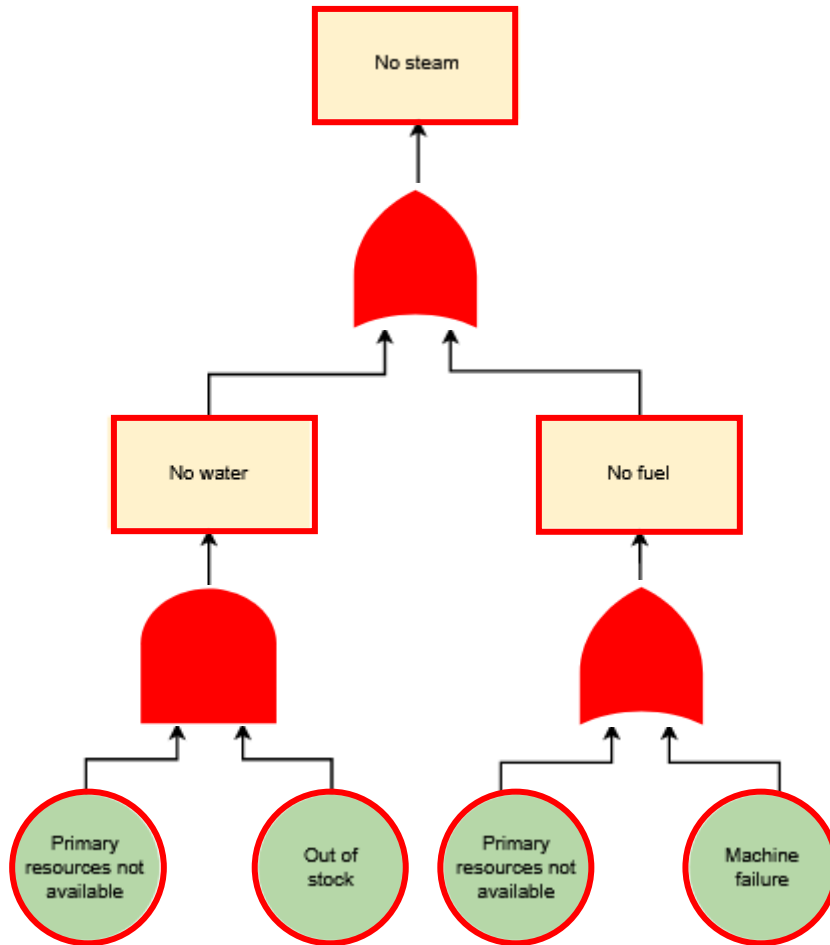 No steam
No water
No fuel
Primary
resources not
available
Out of
stock
Primary
resources not
available
Machine
failure